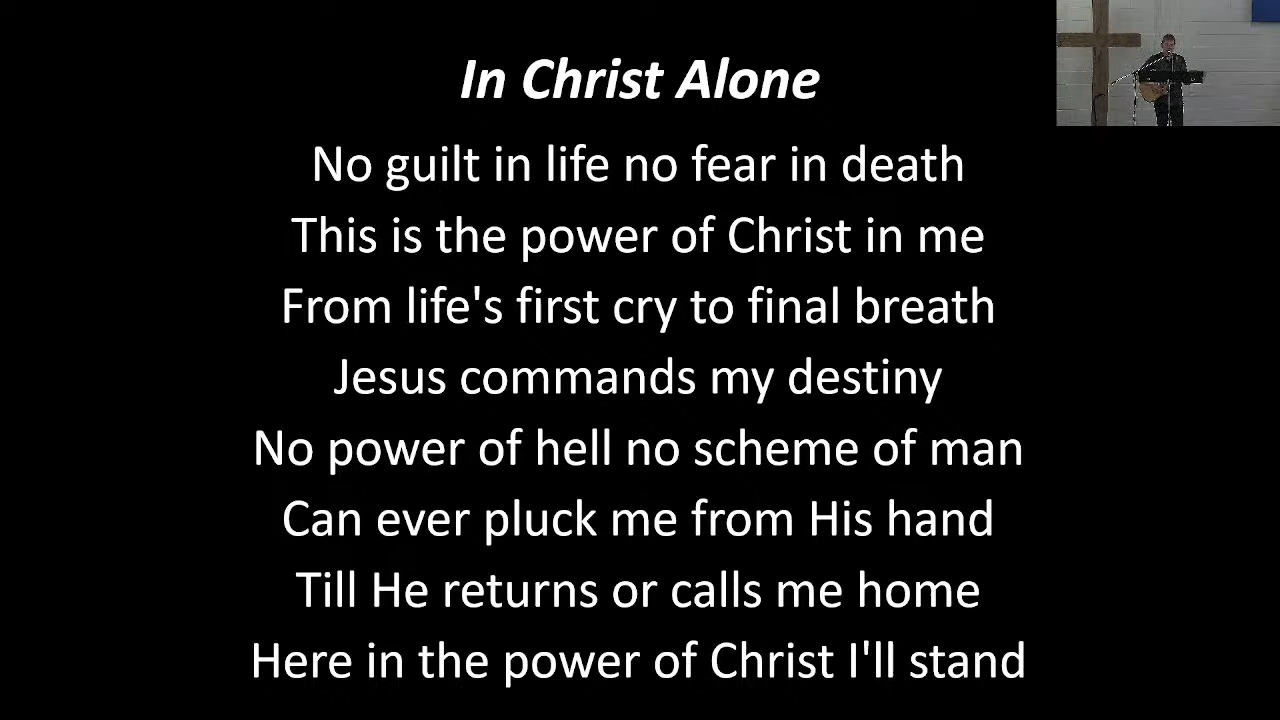 In Christ Alone
No guilt in life no fear in death
This is the power of Christ in me
From life's first cry to final breath
Jesus commands my destiny
No power of hell no scheme of man
Can ever pluck me from His hand
Till He returns or calls me home
Here in the power of Christ I'll stand